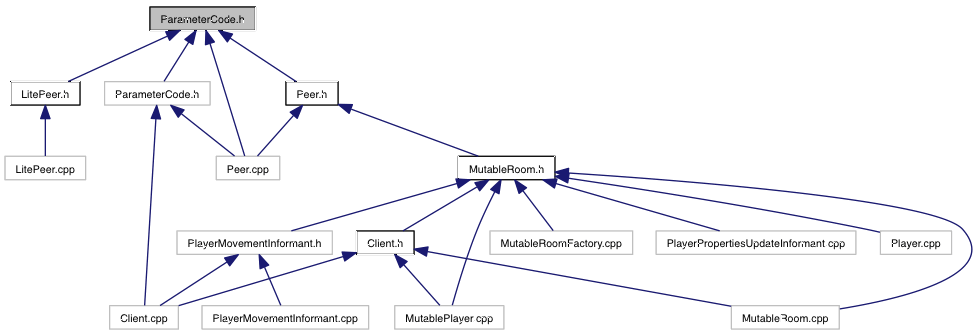 ParameterCode.h
LitePeer.h
ParameterCode.h
Peer.h
LitePeer.cpp
Peer.cpp
MutableRoom.h
PlayerMovementInformant.h
Client.h
MutableRoomFactory.cpp
PlayerPropertiesUpdateInformant.cpp
Player.cpp
Client.cpp
PlayerMovementInformant.cpp
MutablePlayer.cpp
MutableRoom.cpp